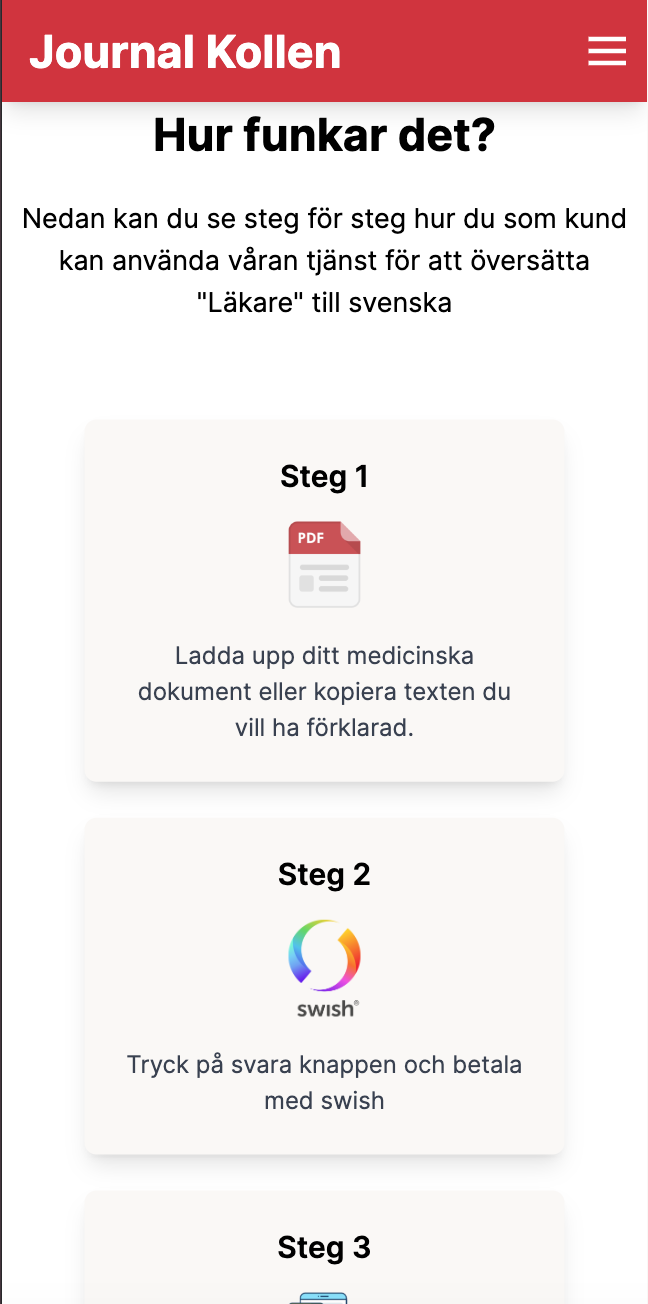 Journal Kollen
Hur funkar det?
Nedan kan du se steg för steg hur du som kund
kan använda våran tjänst för att översätta
"Läkare" till svenska
Steg 1
PDF
Ladda upp ditt medicinska
dokument eller kopiera texten du
vill ha förklarad.
Steg 2
swish®
Tryck på svara knappen och betala
med swish
Steg 3